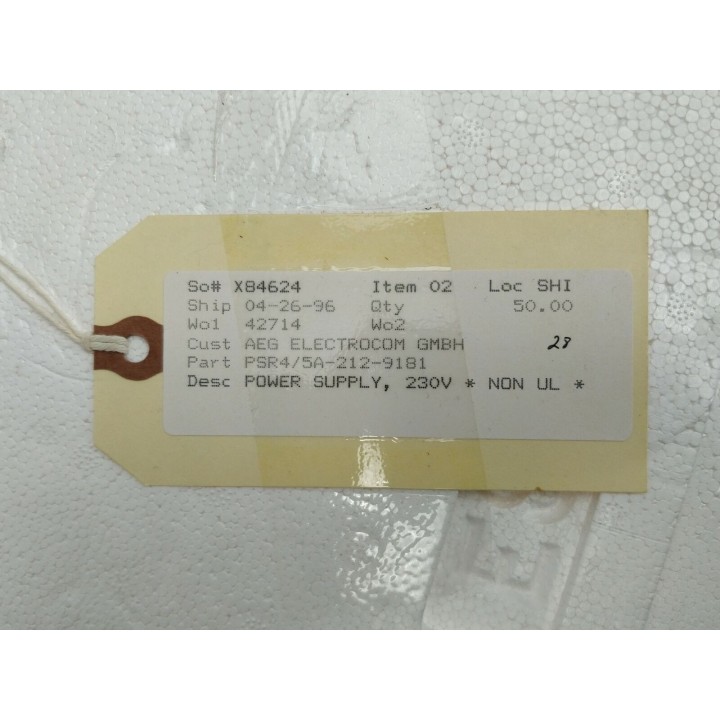 So# X84624 Item 02 Loc SHI
Ship 04-26-96 Qty 50.00
Wo1 42714 Wo2
Cust AEG ELECTROCOM GMBH 28
Part PSR4/5A-212-9181
Desc POWER SUPPLY, 230V * NON UL *